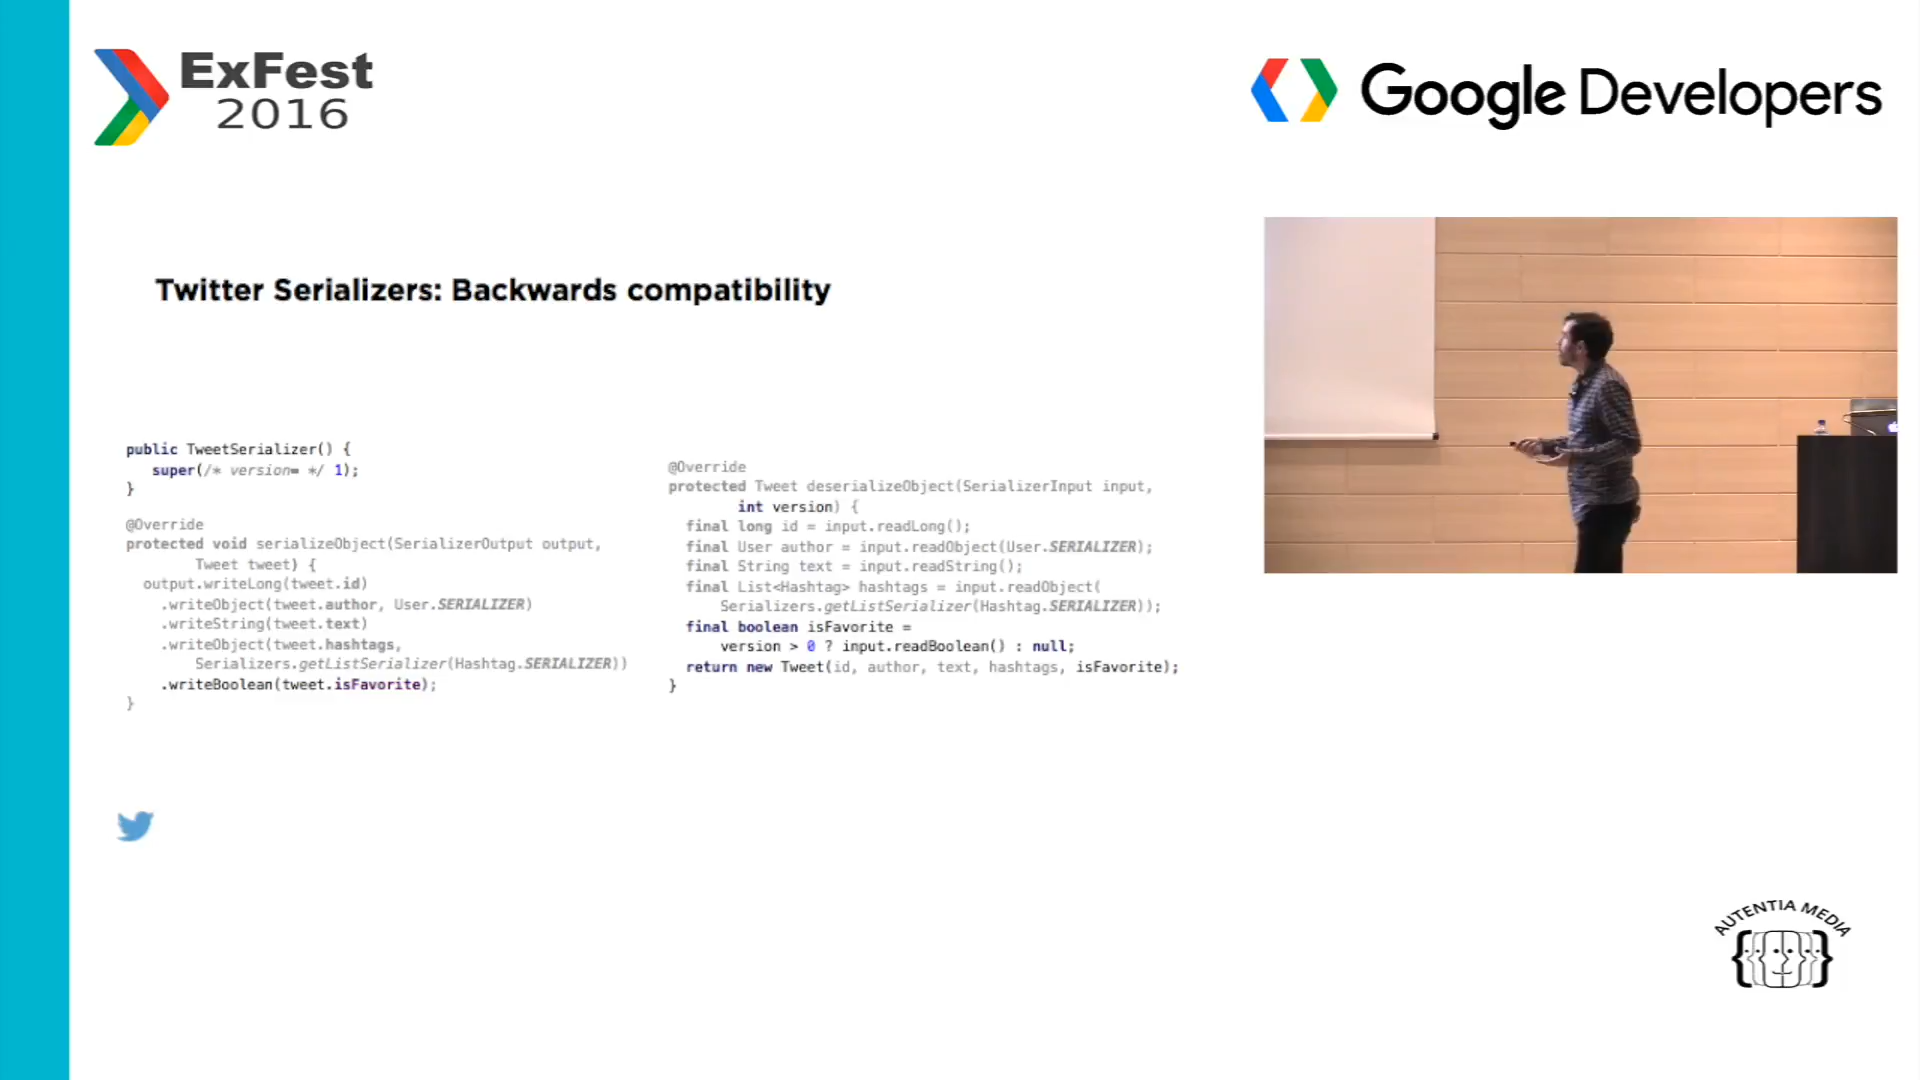 ExFest
2016
Google Developers
Twitter Serializers: Backwards compatibility
public TweetSerializer() {
super(/* version= */ 1);
}
@Override
protected void serializeObject(SerializerOutput output,
Tweet tweet) {
output.writeLong(tweet.id)
.writeObject(tweet.author, User.SERIALIZER)
.writeString(tweet.text)
.writeObject(tweet.hashtags,
Serializers.getListSerializer(Hashtag.SERIALIZER))
.writeBoolean(tweet.isFavorite);
}
@Override
protected Tweet deserializeObject(SerializerInput input,
int version) {
final long id = input.readLong();
final User author = input.readObject(User.SERIALIZER);
final String text = input.readString();
final List<Hashtag> hashtags = input.readObject(
Serializers.getListSerializer(Hashtag.SERIALIZER));
final boolean isFavorite =
version > 0 ? input.readBoolean() : null;
return new Tweet(id, author, text, hashtags, isFavorite);
}
AUTENTIA MEDIA